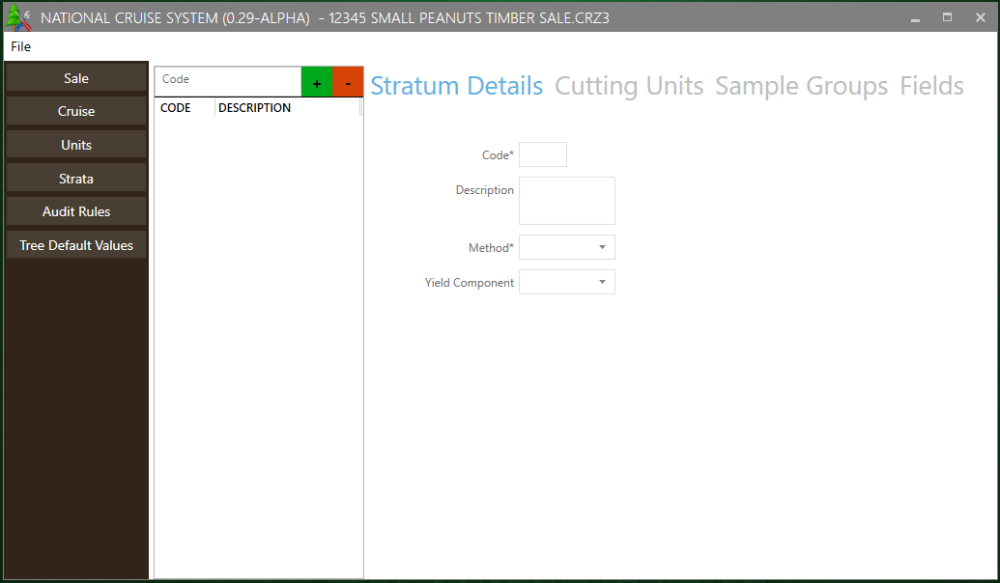 NATIONAL CRUISE SYSTEM (0.29-ALPHA) - 12345 SMALL PEANUTS TIMBER SALE.CRZ3
File
Sale
Cruise
Units
Strata
Audit Rules
Tree Default Values
Code + -
CODE DESCRIPTION
Stratum Details Cutting Units Sample Groups Fields
Code*
Description
Method*
Yield Component